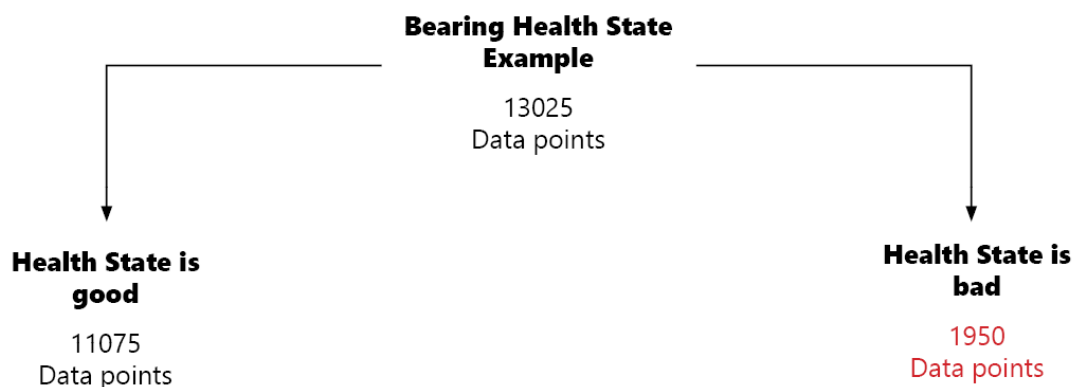 Bearing Health State
Example
13025
Data points
Health State is
good
11075
Data points
Health State is
bad
1950
Data points